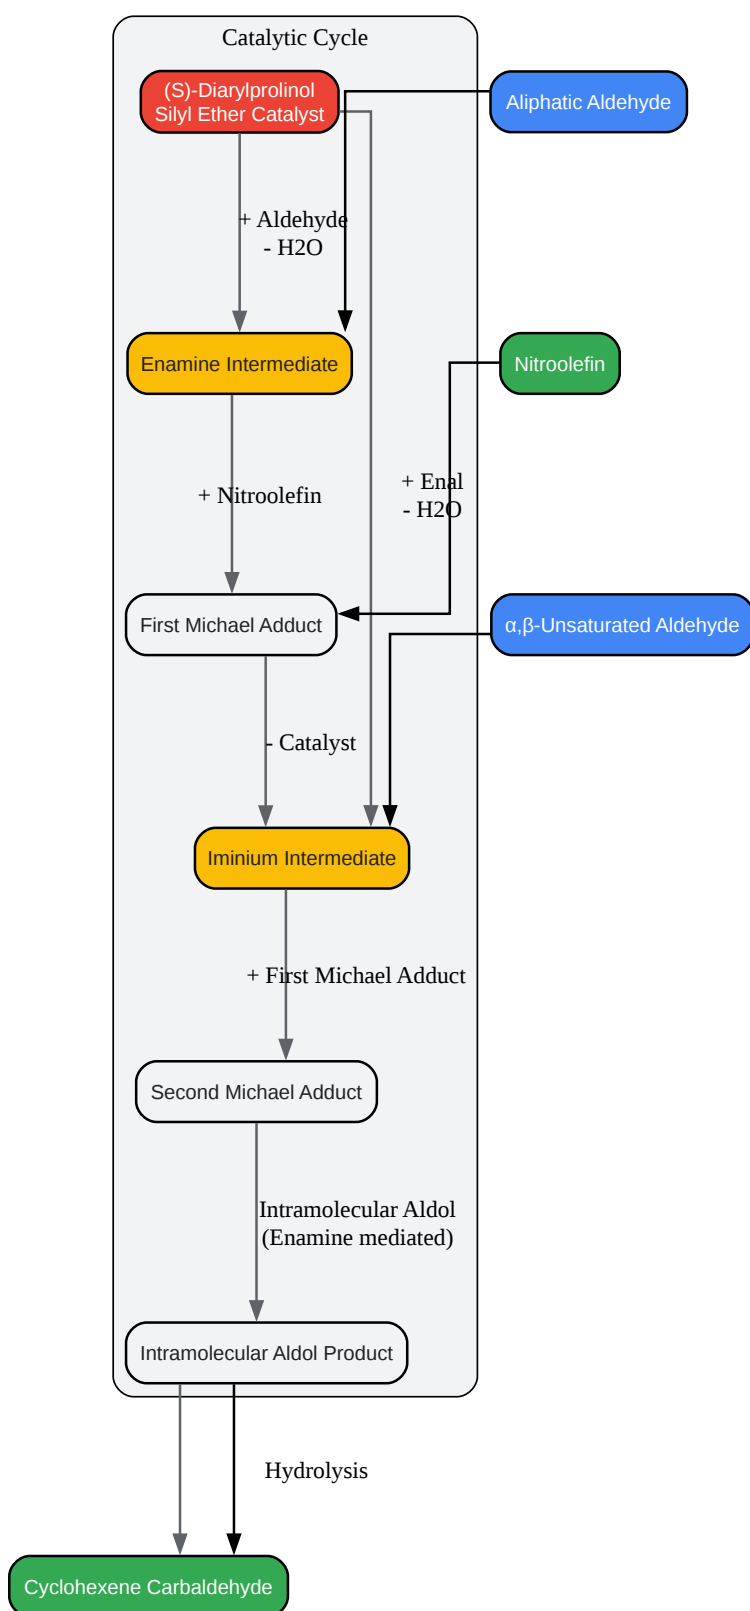 Catalytic Cycle
(S)-Diarylprolinol
Silyl Ether Catalyst
Aliphatic Aldehyde
+ Aldehyde
- H2O
Enamine Intermediate
Nitroolefin
+ Nitroolefin
+ Enal
- H2O
First Michael Adduct
α,β-Unsaturated Aldehyde
- Catalyst
Iminium Intermediate
+ First Michael Adduct
Second Michael Adduct
Intramolecular Aldol
(Enamine mediated)
Intramolecular Aldol Product
Hydrolysis
Cyclohexene Carbaldehyde